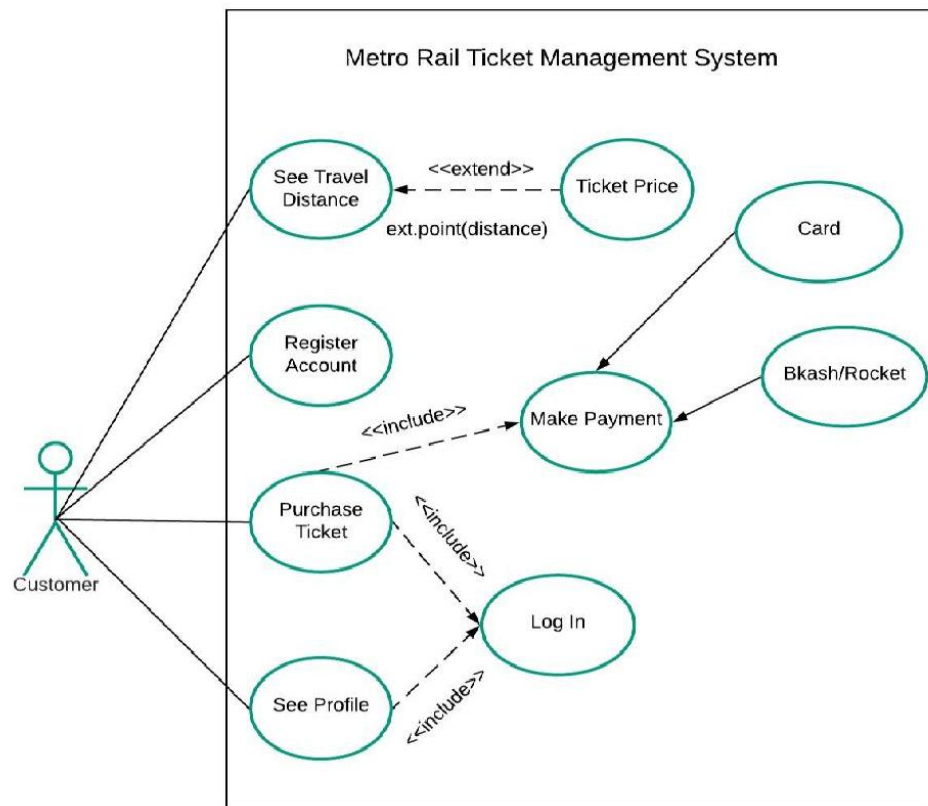 Metro Rail Ticket Management System
See Travel
Distance
<<extend>>
ext.point(distance)
Ticket Price
Card
Register
Account
Bkash/Rocket
<<include>>
Make Payment
Purchase
Ticket
<<include>>
Customer
Log In
See Profile
<<include>>